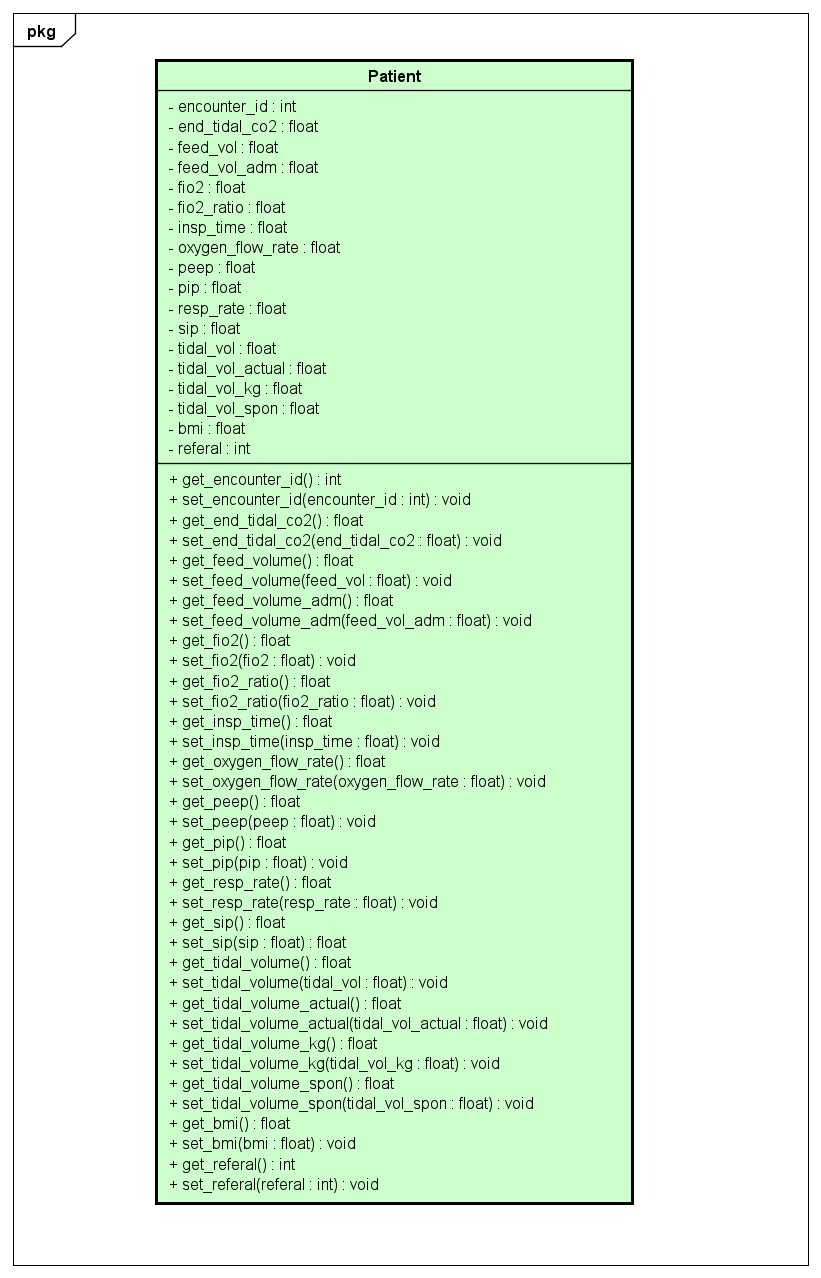 pkg
Patient
- encounter_id : int
- end_tidal_co2 : float
- feed_vol : float
- feed_vol_adm : float
- fio2 : float
- fio2_ratio : float
- insp_time : float
- oxygen_flow_rate : float
- peep : float
- pip : float
- resp_rate : float
- sip : float
- tidal_vol : float
- tidal_vol_actual : float
- tidal_vol_kg : float
- tidal_vol_spon : float
- bmi : float
- referal : int
+ get_encounter_id() : int
+ set_encounter_id(encounter_id : int) : void
+ get_end_tidal_co2() : float
+ set_end_tidal_co2(end_tidal_co2 : float) : void
+ get_feed_volume() : float
+ set_feed_volume(feed_vol : float) : void
+ get_feed_volume_adm() : float
+ set_feed_volume_adm(feed_vol_adm : float) : void
+ get_fio2() : float
+ set_fio2(fio2 : float) : void
+ get_fio2_ratio() : float
+ set_fio2_ratio(fio2_ratio : float) : void
+ get_insp_time() : float
+ set_insp_time(insp_time : float) : void
+ get_oxygen_flow_rate() : float
+ set_oxygen_flow_rate(oxygen_flow_rate : float) : void
+ get_peep() : float
+ set_peep(peep : float) : void
+ get_pip() : float
+ set_pip(pip : float) : void
+ get_resp_rate() : float
+ set_resp_rate(resp_rate : float) : void
+ get_sip() : float
+ set_sip(sip : float) : float
+ get_tidal_volume() : float
+ set_tidal_volume(tidal_vol : float) : void
+ get_tidal_volume_actual() : float
+ set_tidal_volume_actual(tidal_vol_actual : float) : void
+ get_tidal_volume_kg() : float
+ set_tidal_volume_kg(tidal_vol_kg : float) : void
+ get_tidal_volume_spon() : float
+ set_tidal_volume_spon(tidal_vol_spon : float) : void
+ get_bmi() : float
+ set_bmi(bmi : float) : void
+ get_referal() : int
+ set_referal(referal : int) : void